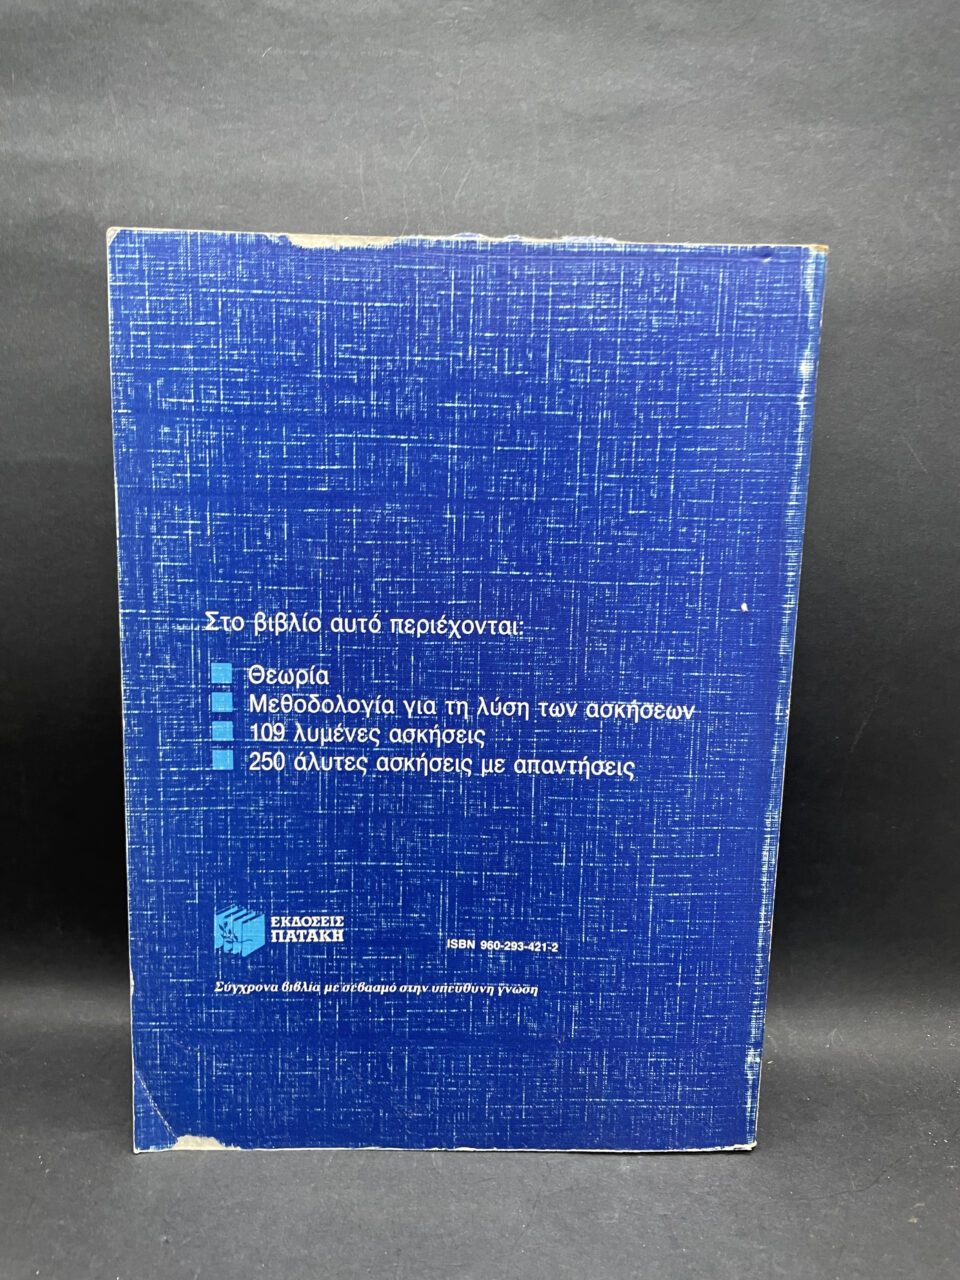 Στο βιβλίο αυτό περιέχονται:
Θεωρία
Μεθοδολογία για τη λύση των ασκήσεων
109 λυμένες ασκήσεις
250 άλυτες ασκήσεις με απαντήσεις
ΕΚΔΟΣΕΙΣ
ΠΑΤΑΚΗ
ISBN 960-293-421-2
Σύγχρονα βιβλία με σεβασμό στην υπεύθυνη γνώση